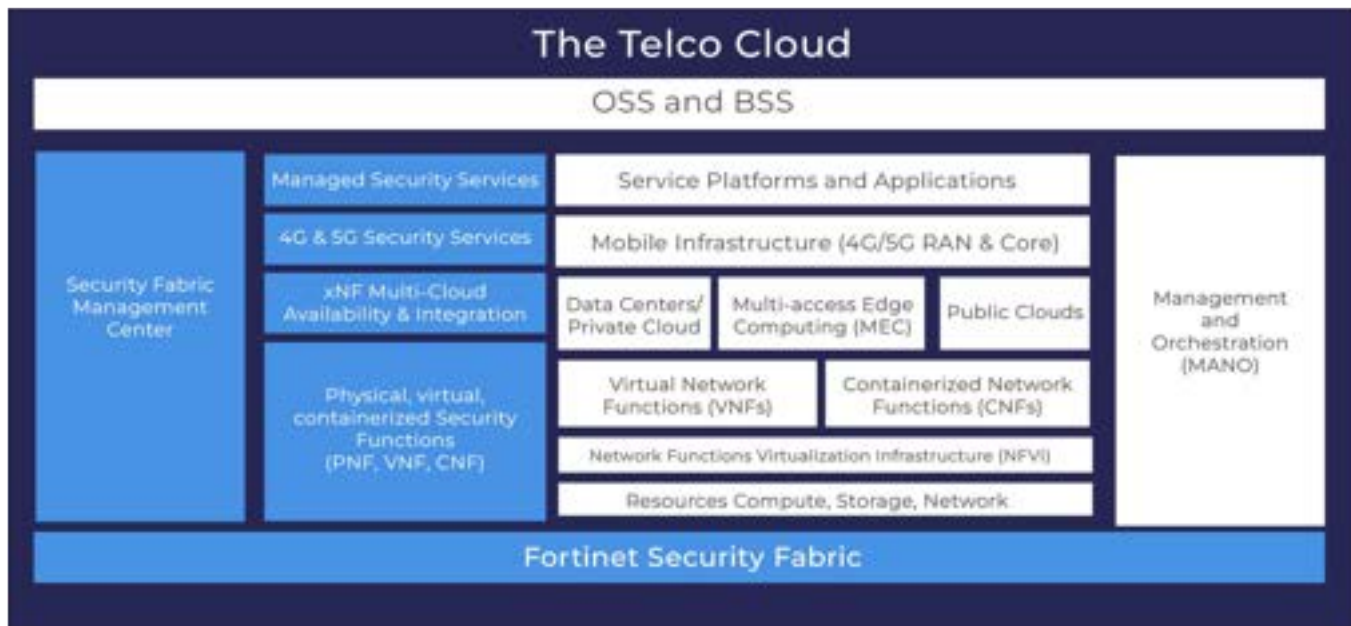 The Telco Cloud
OSS and BSS
Security Fabric
Management
Center
Managed Security Services
4G & 5G Security Services
xNF Multi-Cloud
Availability & Integration
Physical, virtual,
containerized Security
Functions
(PNF, VNF, CNF)
Service Platforms and Applications
Mobile Infrastructure (4G/5G RAN & Core)
Data Centers/
Private Cloud
Multi-access Edge
Computing (MEC)
Public Clouds
Virtual Network
Functions (VNFs)
Containerized Network
Functions (CNFs)
Network Functions Virtualization Infrastructure (NFVI)
Resources Compute, Storage, Network
Management
and
Orchestration
(MANO)
Fortinet Security Fabric